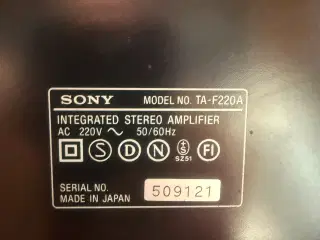 SONY MODEL NO. TA-F220A
INTEGRATED STEREO AMPLIFIER
AC 220V ~ 50/60Hz
S D N S SZ51 FI
SERIAL NO. 509121
MADE IN JAPAN